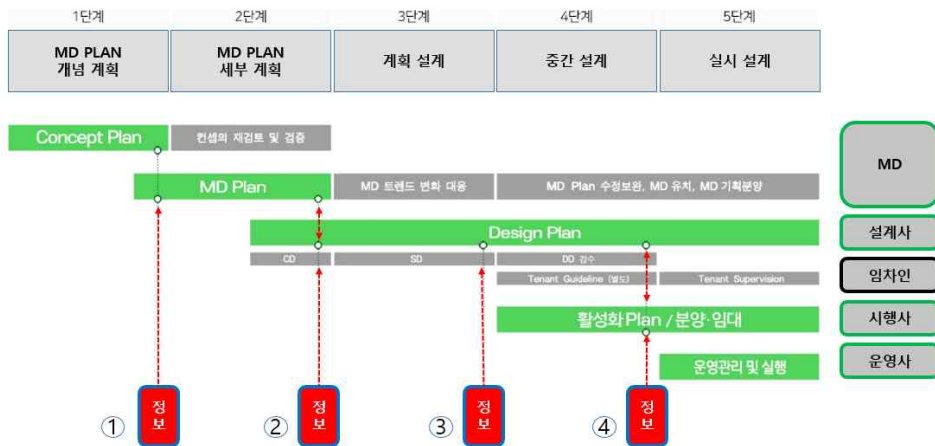 1단계
2단계
3단계
4단계
5단계
MD PLAN
개념 계획
MD PLAN
세부 계획
계획 설계
중간 설계
실시 설계
Concept Plan
컨셉의 재검토 및 검증
MD
MD Plan
MD 트렌드 변화 대응
MD Plan 수정보완, MD 유치, MD 기획분양
Design Plan
설계사
CD
SD
DD 감수
Tenant Guideline (별도)
Tenant Supervision
임차인
활성화 Plan / 분양·임대
시행사
운영관리 및 실행
운영사
①
정
보
②
정
보
③
정
보
④
정
보